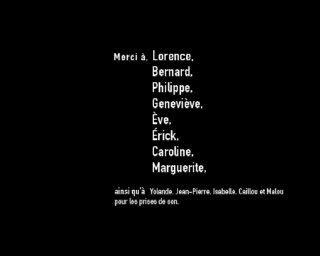 Merci à, Lorence,
Bernard,
Philippe,
Geneviève,
Ève,
Érick,
Caroline,
Marguerite,
ainsi qu'à Yolande, Jean-Pierre, Isabelle, Caillou et Malou
pour les prises de son.